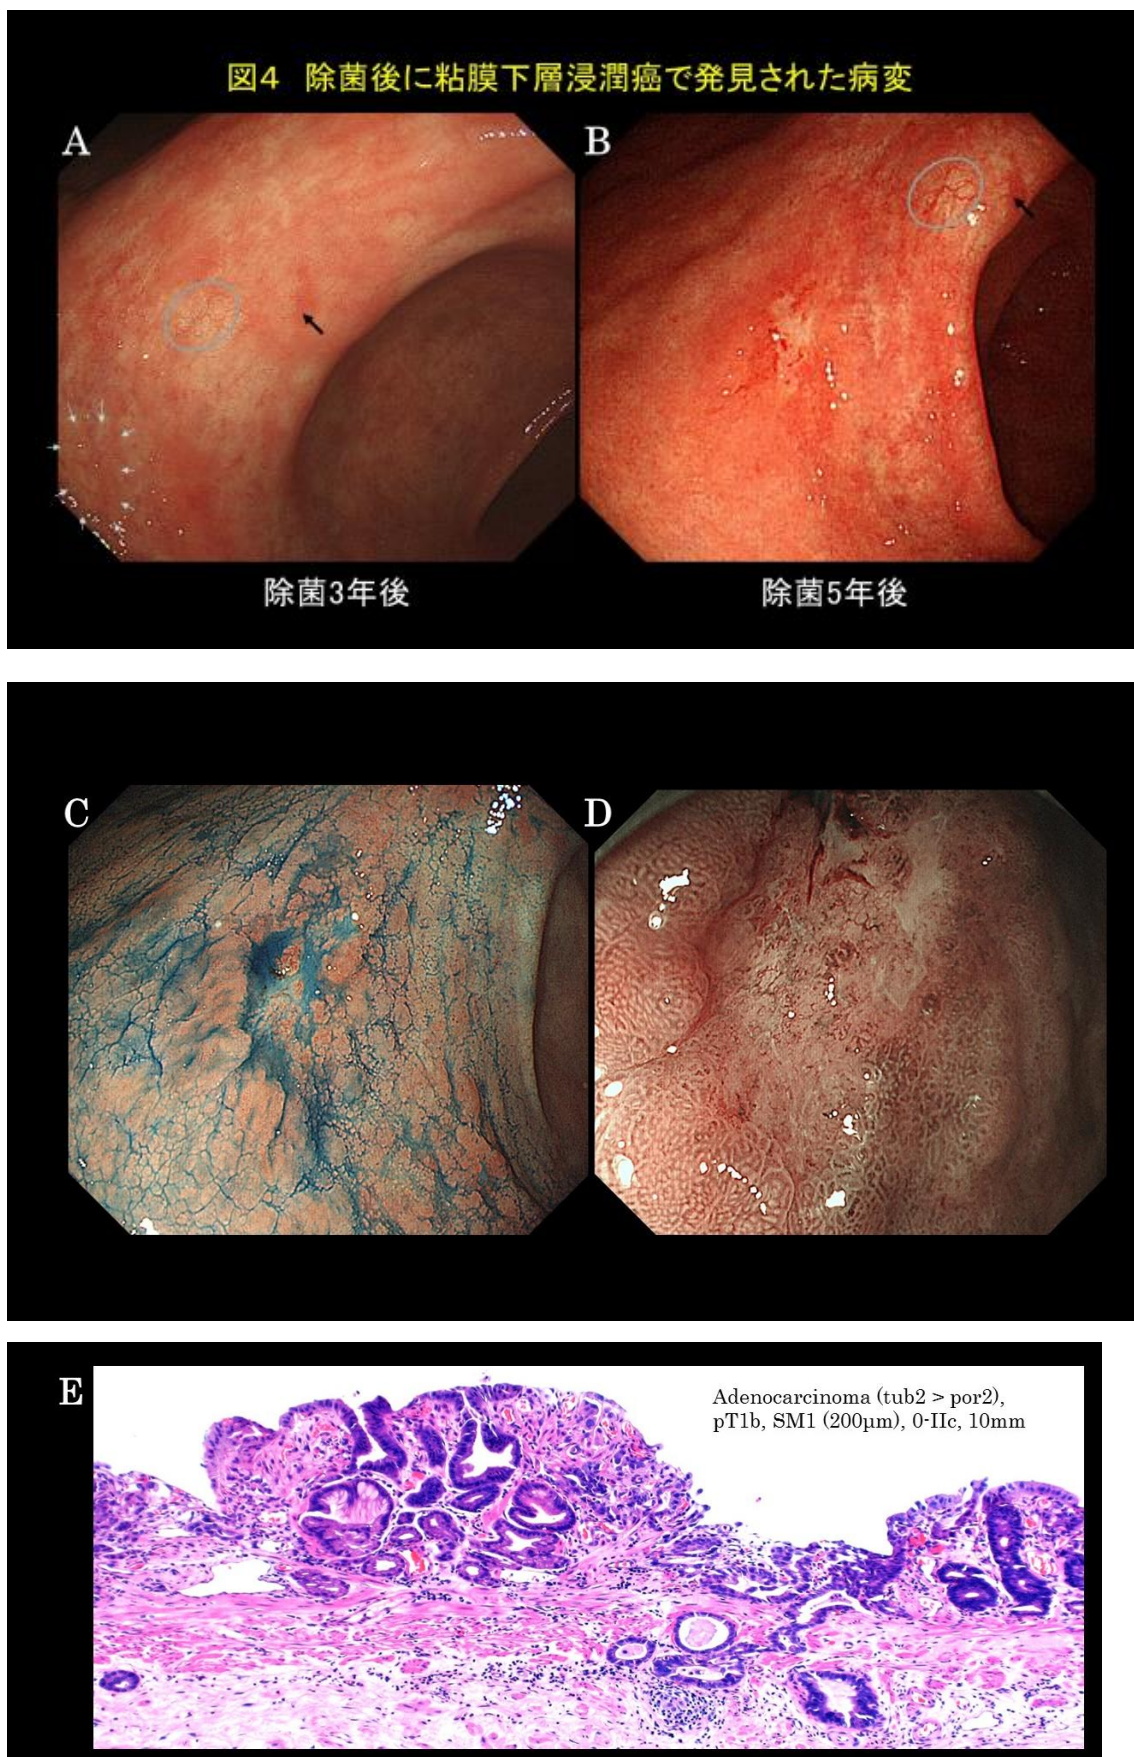 図4 除菌後に粘膜下層浸潤癌で発見された病変
A
B
除菌3年後
除菌5年後
C
D
E
Adenocarcinoma (tub2 > por2),
pT1b, SM1 (200μm), 0-IIc, 10mm